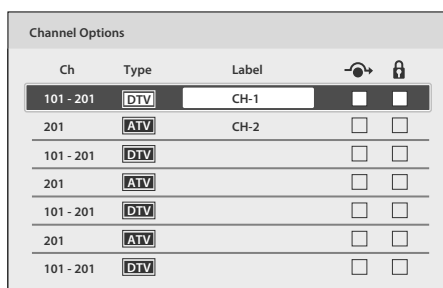 Channel Options
Ch Type Label
101 - 201 DTV CH-1
201 ATV CH-2
101 - 201 DTV
201 ATV
101 - 201 DTV
201 ATV
101 - 201 DTV